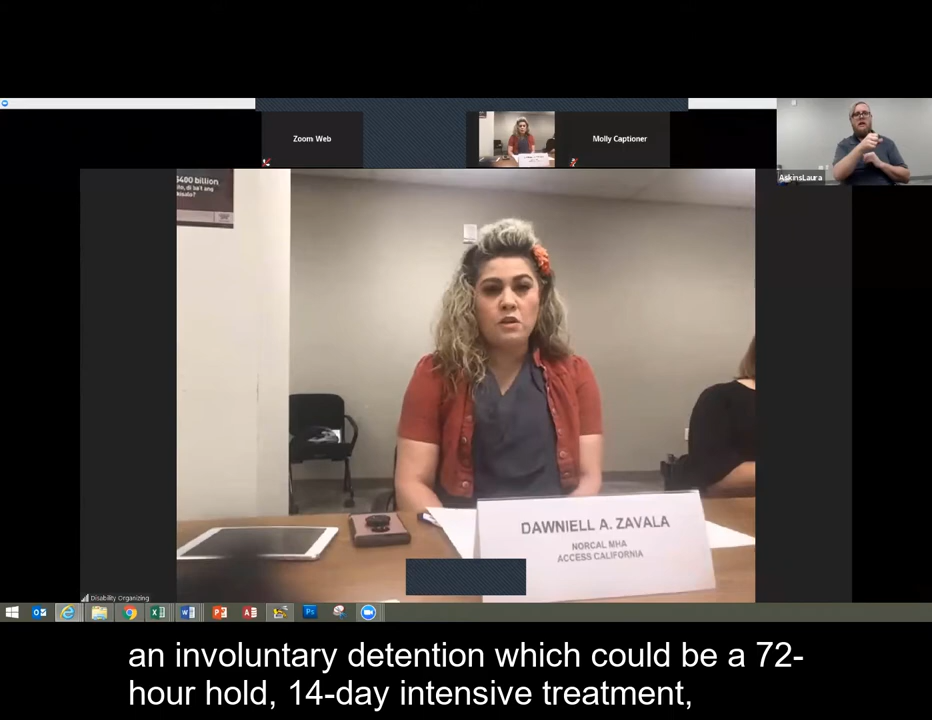 Zoom Web
Molly Captioner
AskinsLaura
$400 billion
DAWNIELL A. ZAVALA
NORCAL MHA
ACCESS CALIFORNIA
Disability Organizing
an involuntary detention which could be a 72-
hour hold, 14-day intensive treatment,